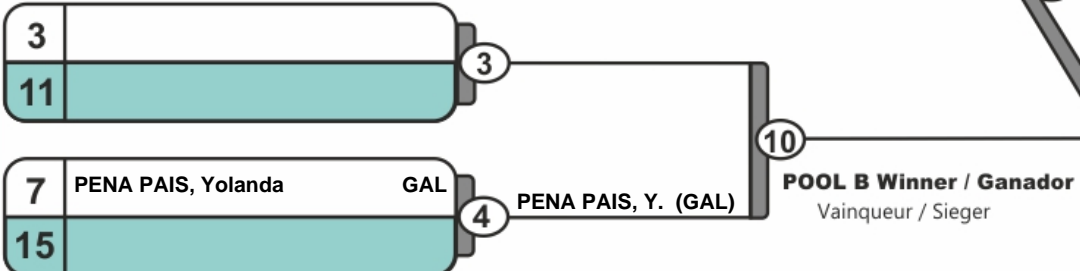 3
11
3
7 PENA PAIS, Yolanda GAL
15
4
PENA PAIS, Y. (GAL)
10
POOL B Winner / Ganador
Vainqueur / Sieger